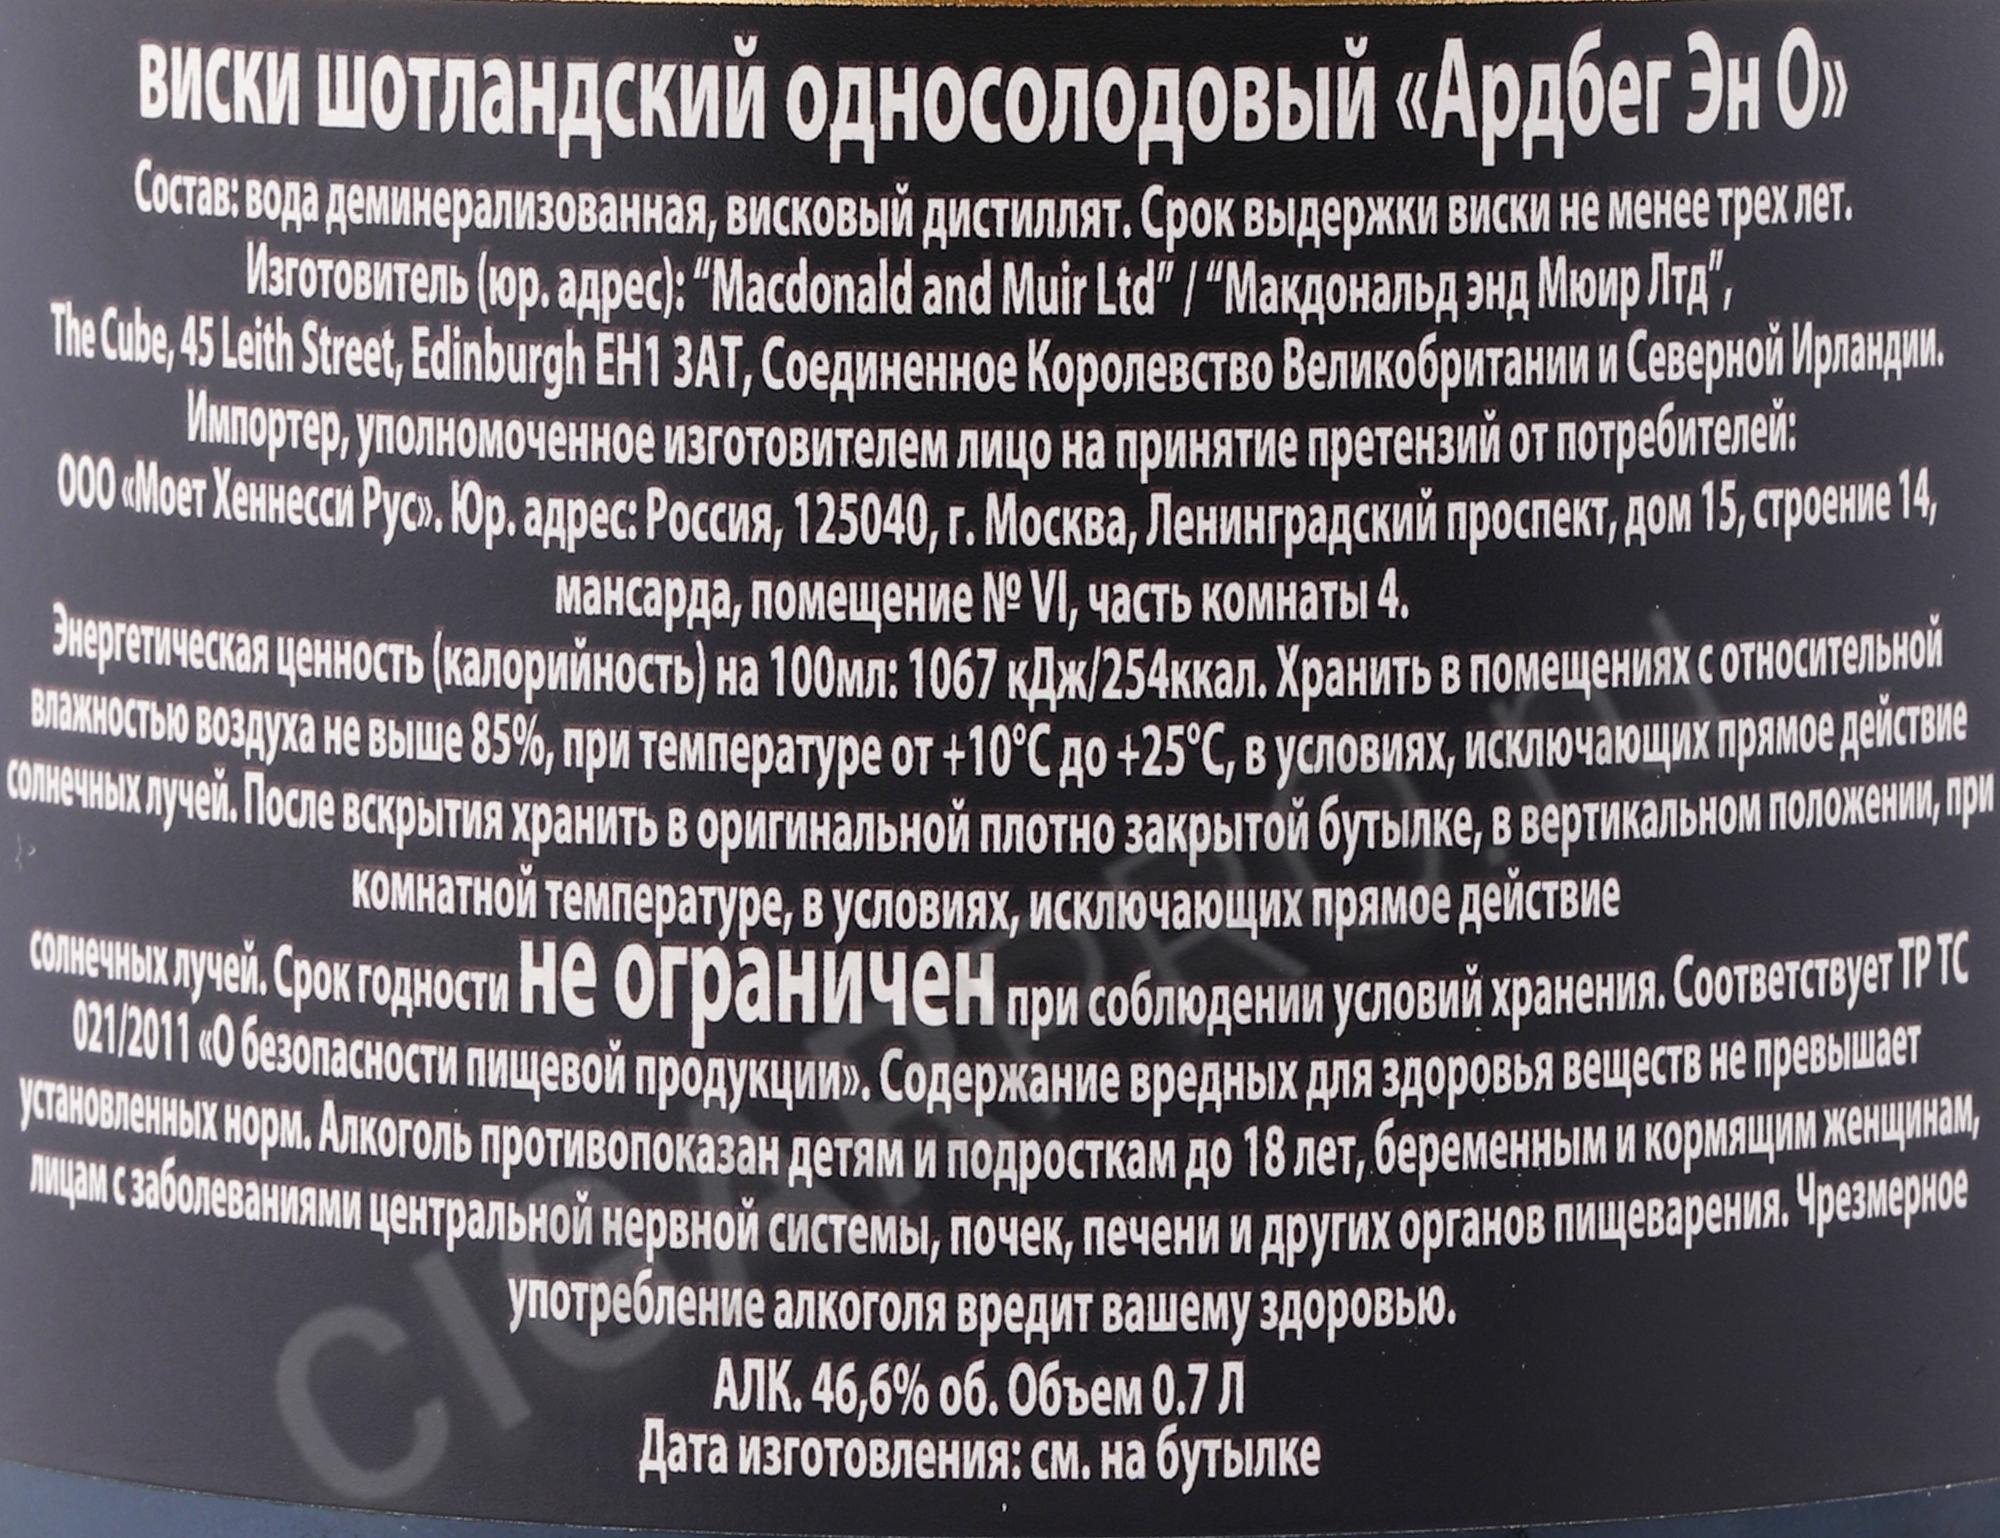 виски шотландский односолодовый «Ардбег Эн О»
Состав: вода деминерализованная, висковый дистиллят. Срок выдержки виски не менее трех лет.
Изготовитель (юр. адрес): “Macdonald and Muir Ltd” / “Макдональд энд Мюир Лтд”,
The Cube, 45 Leith Street, Edinburgh EH1 3AT, Соединенное Королевство Великобритании и Северной Ирландии.
Импортер, уполномоченное изготовителем лицо на принятие претензий от потребителей:
ООО «Моет Хеннесси Рус». Юр. адрес: Россия, 125040, г. Москва, Ленинградский проспект, дом 15, строение 14,
мансарда, помещение № VI, часть комнаты 4.
Энергетическая ценность (калорийность) на 100мл: 1067 кДж/254ккал. Хранить в помещениях с относительной
влажностью воздуха не выше 85%, при температуре от +10°С до +25°С, в условиях, исключающих прямое действие
солнечных лучей. После вскрытия хранить в оригинальной плотно закрытой бутылке, в вертикальном положении, при
комнатной температуре, в условиях, исключающих прямое действие
солнечных лучей. Срок годности не ограничен при соблюдении условий хранения. Соответствует ТР ТС
021/2011 «О безопасности пищевой продукции». Содержание вредных для здоровья веществ не превышает
установленных норм. Алкоголь противопоказан детям и подросткам до 18 лет, беременным и кормящим женщинам,
лицам с заболеваниями центральной нервной системы, почек, печени и других органов пищеварения. Чрезмерное
употребление алкоголя вредит вашему здоровью.
АЛК. 46,6% об. Объем 0.7 Л
Дата изготовления: см. на бутылке
CIGARPRO.ru